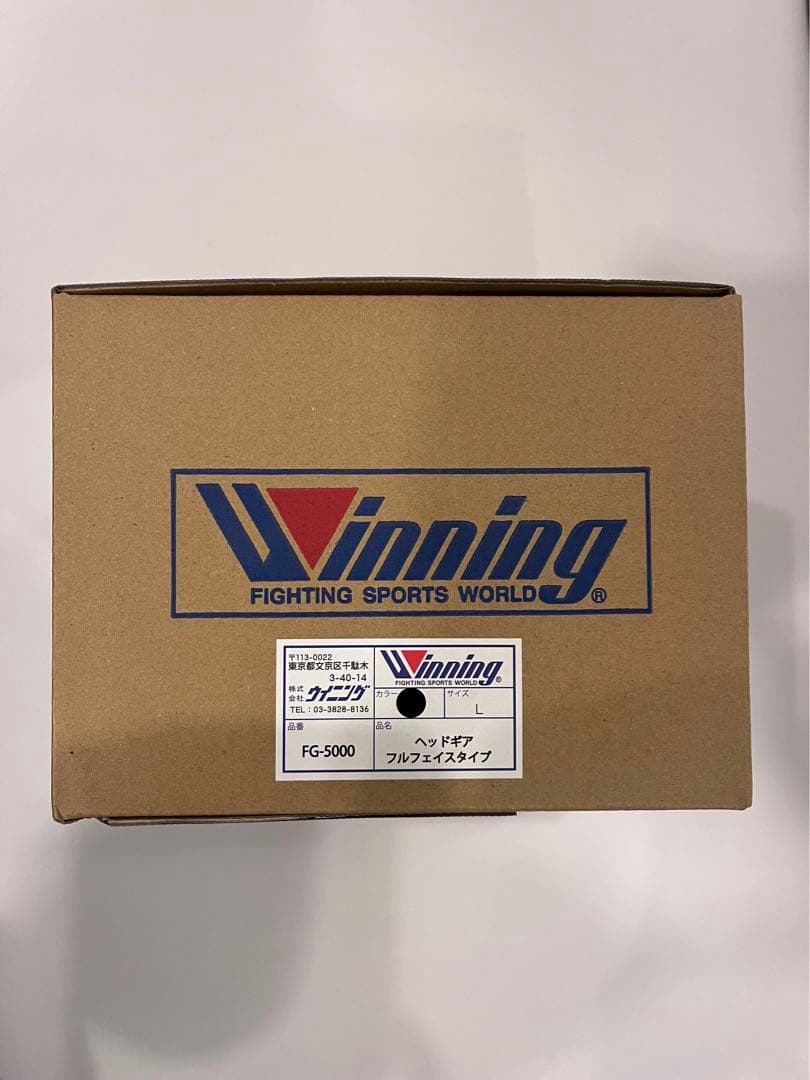 Winning
FIGHTING SPORTS WORLD®
〒113-0022
東京都文京区千駄木
3-40-14
株式会社 ウイニング
TEL：03-3828-8136
Winning
FIGHTING SPORTS WORLD®
カラー
サイズ
L
品番
FG-5000
品名
ヘッドギア
フルフェイスタイプ